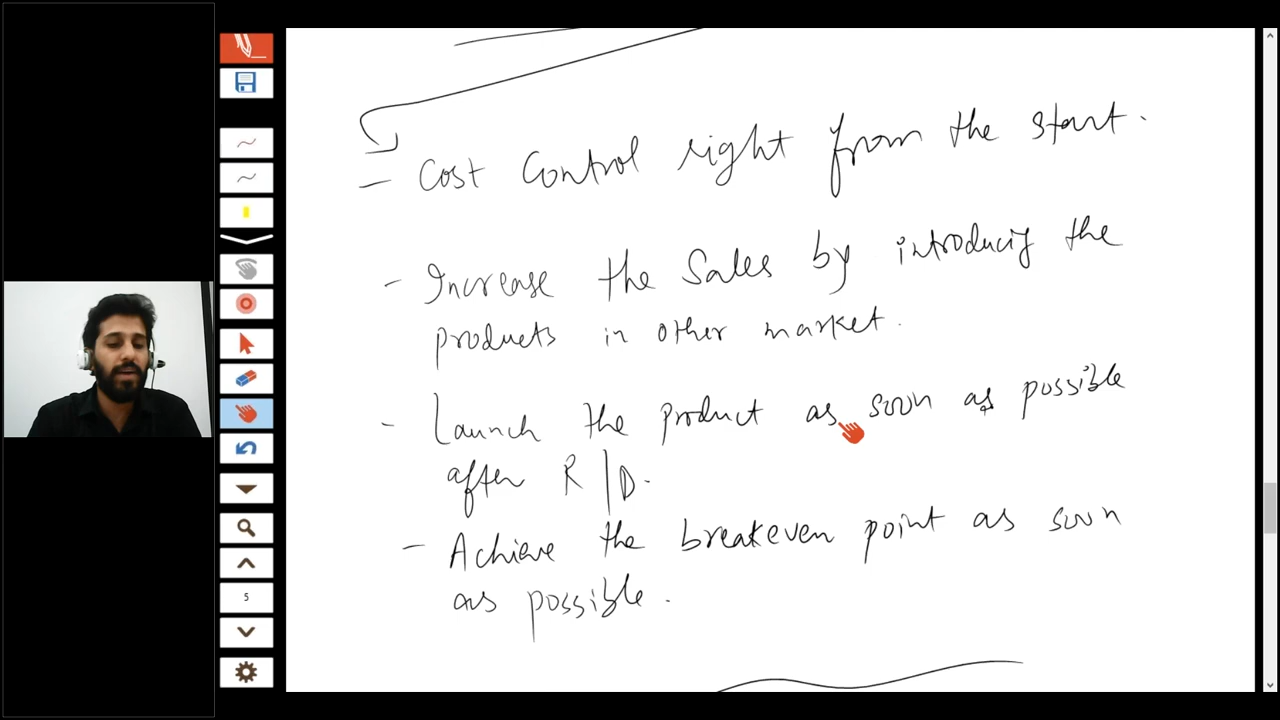 - Cost Control right from the start.
- Increase the Sales by introducing the
products in other market.
- Launch the product as soon as possible
after R/D.
- Achieve the breakeven point as soon
as possible.
5